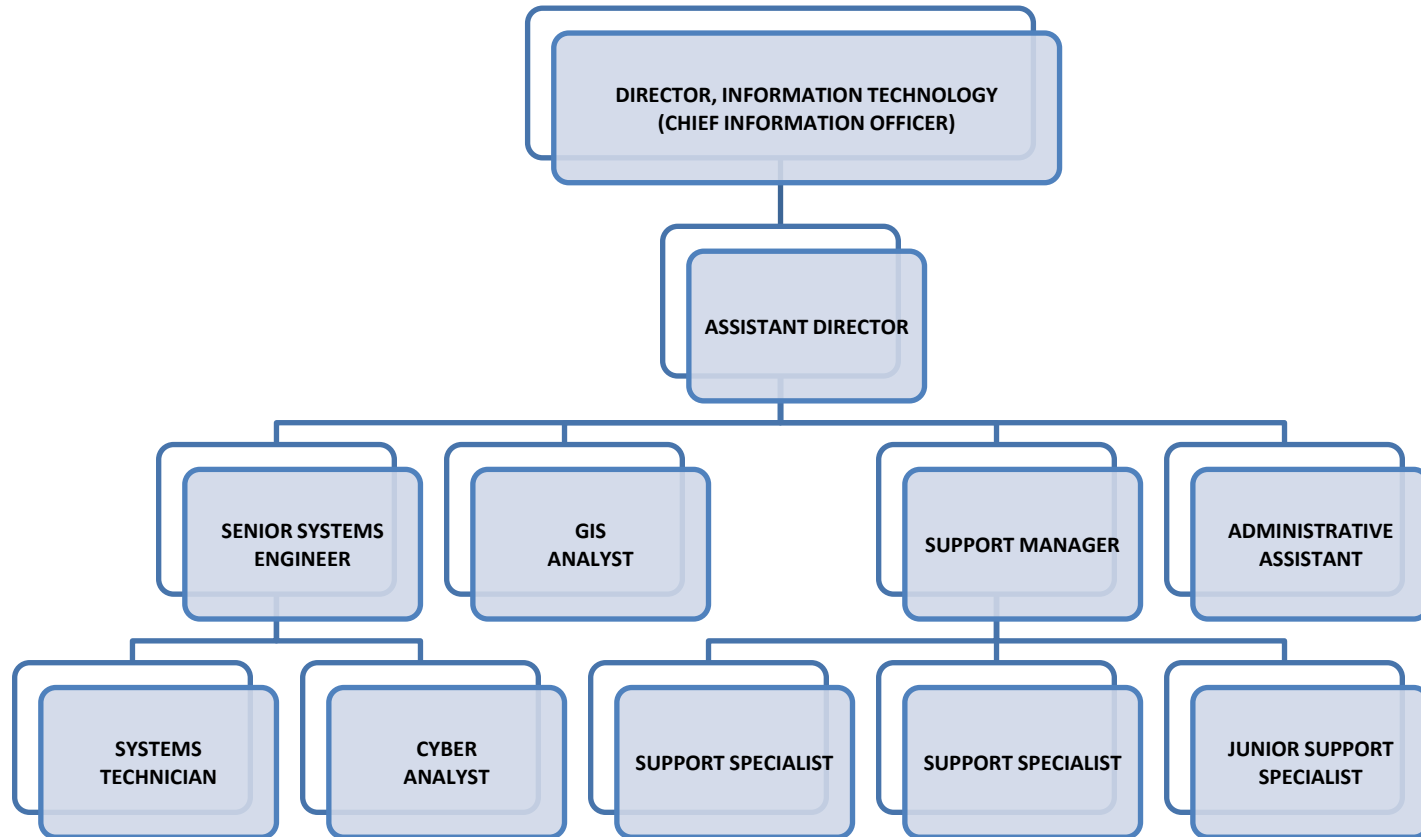 DIRECTOR, INFORMATION TECHNOLOGY
(CHIEF INFORMATION OFFICER)
ASSISTANT DIRECTOR
SENIOR SYSTEMS
ENGINEER
GIS
ANALYST
SUPPORT MANAGER
ADMINISTRATIVE
ASSISTANT
SYSTEMS
TECHNICIAN
CYBER
ANALYST
SUPPORT SPECIALIST
SUPPORT SPECIALIST
JUNIOR SUPPORT
SPECIALIST